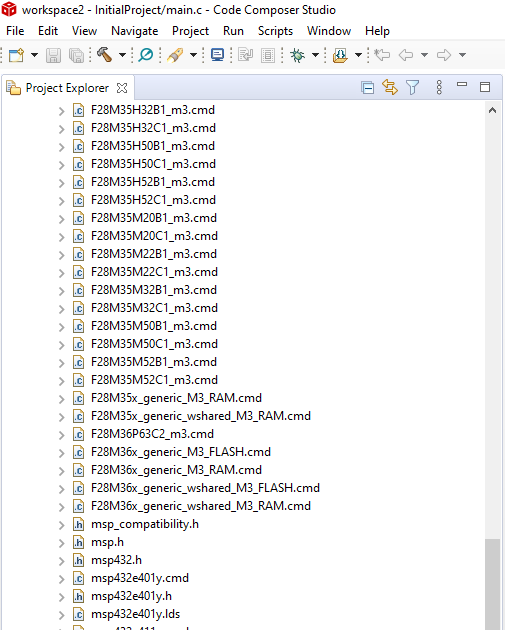 workspace2 - InitialProject/main.c - Code Composer Studio
File Edit View Navigate Project Run Scripts Window Help
Project Explorer
F28M35H32B1_m3.cmd
F28M35H32C1_m3.cmd
F28M35H50B1_m3.cmd
F28M35H50C1_m3.cmd
F28M35H52B1_m3.cmd
F28M35H52C1_m3.cmd
F28M35M20B1_m3.cmd
F28M35M20C1_m3.cmd
F28M35M22B1_m3.cmd
F28M35M22C1_m3.cmd
F28M35M32B1_m3.cmd
F28M35M32C1_m3.cmd
F28M35M50B1_m3.cmd
F28M35M50C1_m3.cmd
F28M35M52B1_m3.cmd
F28M35M52C1_m3.cmd
F28M35x_generic_M3_RAM.cmd
F28M35x_generic_wshared_M3_RAM.cmd
F28M36P63C2_m3.cmd
F28M36x_generic_M3_FLASH.cmd
F28M36x_generic_M3_RAM.cmd
F28M36x_generic_wshared_M3_FLASH.cmd
F28M36x_generic_wshared_M3_RAM.cmd
msp_compatibility.h
msp.h
msp432.h
msp432e401y.cmd
msp432e401y.h
msp432e401y.lds